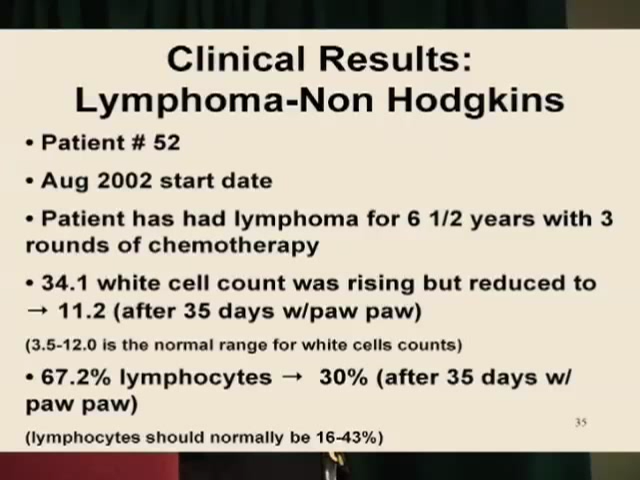 Clinical Results:
Lymphoma-Non Hodgkins
• Patient # 52
• Aug 2002 start date
• Patient has had lymphoma for 6 1/2 years with 3
rounds of chemotherapy
• 34.1 white cell count was rising but reduced to
→ 11.2 (after 35 days w/paw paw)
(3.5-12.0 is the normal range for white cells counts)
• 67.2% lymphocytes → 30% (after 35 days w/
paw paw)
35
(lymphocytes should normally be 16-43%)